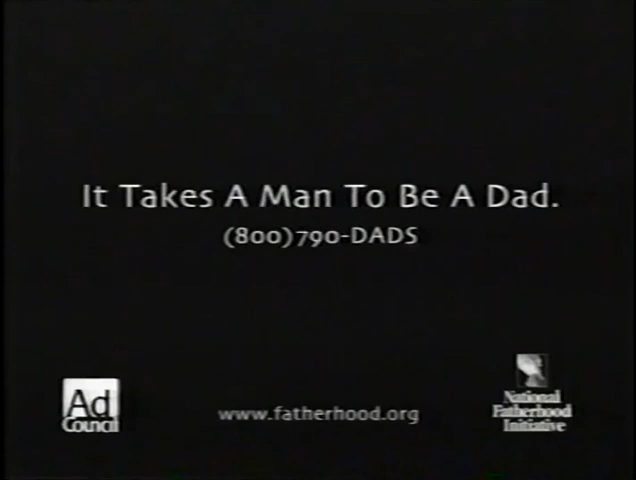 It Takes A Man To Be A Dad.
(800)790-DADS
Ad
Council
www.fatherhood.org
National
Fatherhood
Initiative